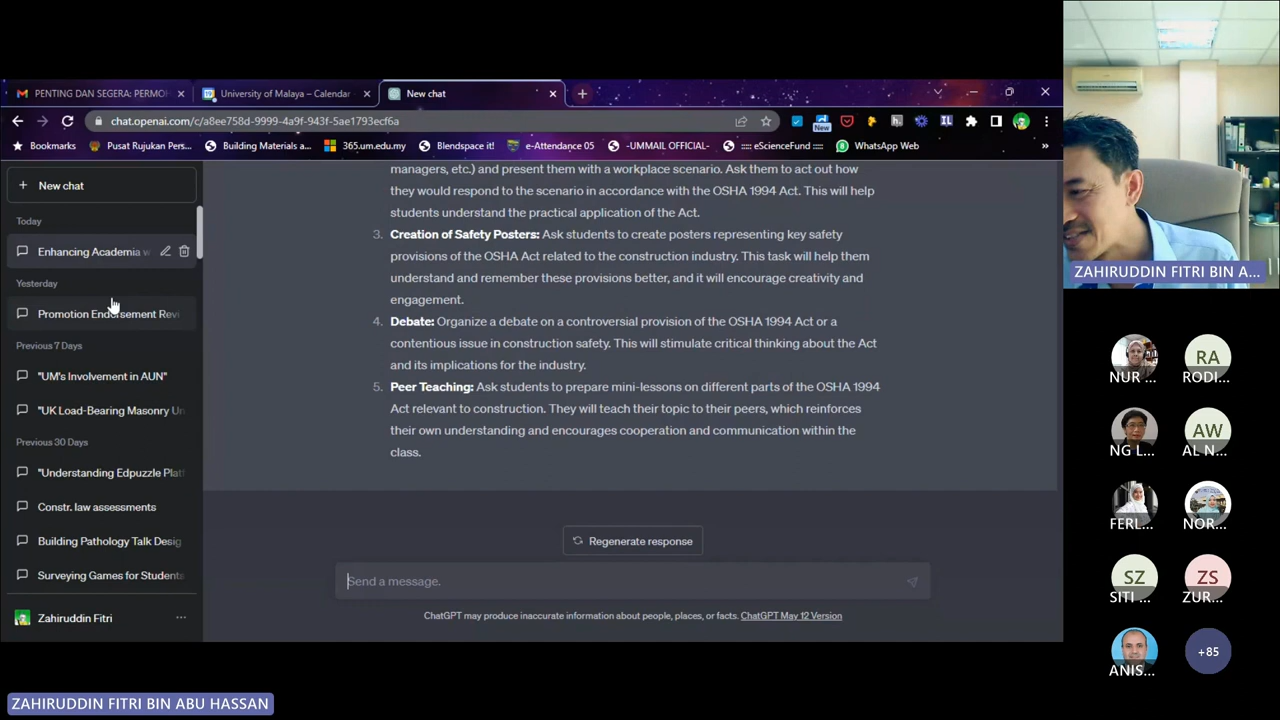 PENTING DAN SEGERA: PERMOH
University of Malaya – Calendar
New chat
chat.openai.com/c/a8ee758d-9999-4a9f-943f-5ae1793ecf6a
New
Bookmarks
Pusat Rujukan Pers...
Building Materials a...
365.um.edu.my
Blendspace it!
e-Attendance 05
-UMMAIL OFFICIAL-
:::: eScienceFund ::::
WhatsApp Web
»
+ New chat
Today
Enhancing Academia w
Yesterday
Promotion Endorsement Revi
Previous 7 Days
"UM's Involvement in AUN"
"UK Load-Bearing Masonry Un
Previous 30 Days
"Understanding Edpuzzle Platf
Constr. law assessments
Building Pathology Talk Desig
Surveying Games for Students
Zahiruddin Fitri
managers, etc.) and present them with a workplace scenario. Ask them to act out how
they would respond to the scenario in accordance with the OSHA 1994 Act. This will help
students understand the practical application of the Act.
3. Creation of Safety Posters: Ask students to create posters representing key safety
provisions of the OSHA Act related to the construction industry. This task will help them
understand and remember these provisions better, and it will encourage creativity and
engagement.
4. Debate: Organize a debate on a controversial provision of the OSHA 1994 Act or a
contentious issue in construction safety. This will stimulate critical thinking about the Act
and its implications for the industry.
5. Peer Teaching: Ask students to prepare mini-lessons on different parts of the OSHA 1994
Act relevant to construction. They will teach their topic to their peers, which reinforces
their own understanding and encourages cooperation and communication within the
class.
Regenerate response
Send a message.
ChatGPT may produce inaccurate information about people, places, or facts. ChatGPT May 12 Version
ZAHIRUDDIN FITRI BIN A...
RA
NUR ...
RODI...
AW
NG L...
AL N...
FERL...
NOR...
SZ
ZS
SITI ...
ZUR...
+85
ANIS...
ZAHIRUDDIN FITRI BIN ABU HASSAN